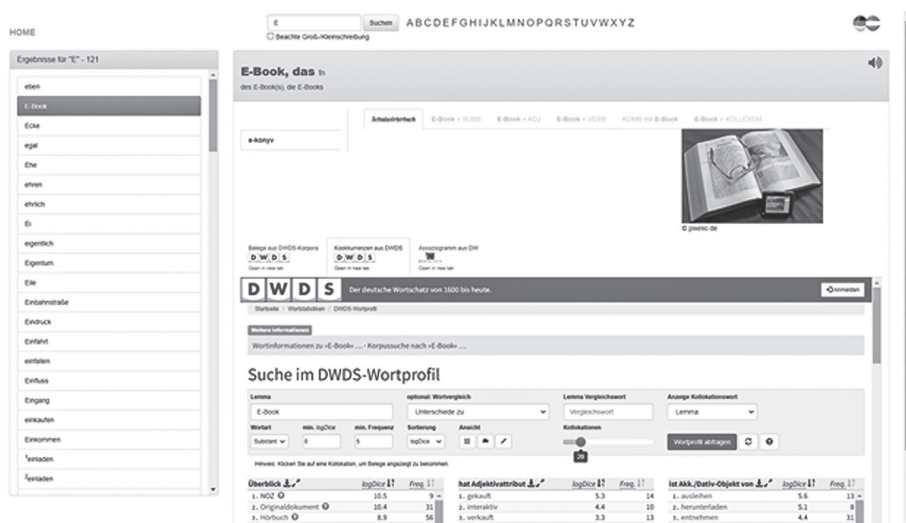 HOME
E
Suchen
A B C D E F G H I J K L M N O P Q R S T U V W X Y Z
Beachte Groß-/Kleinschreibung
Ergebnisse für "E" - 121
eben
E-Book
Ecke
egal
Ehe
ehren
ehrlich
Ei
eigentlich
Eigentum
Eile
Einbahnstraße
Eindruck
Einfahrt
einfallen
Einfluss
Eingang
einkaufen
Einkommen
¹einladen
²einladen
E-Book, das fn
des E-Book(s), die E-Books
Schulwörterbuch
E-Book + SUBS
E-Book + ADJ
E-Book + VERB
KOMB mit E-Book
E-Book + KOLLEXEM
e-könyv
© pixelio.de
Belege aus DWDS-Korpora
DWDS
Open in new tab
Kookkurrenzen aus DWDS
DWDS
Open in new tab
Assoziogramm aus DW
Open in new tab
DWDS
Der deutsche Wortschatz von 1600 bis heute.
Anmelden
Startseite / Wortstatistiken / DWDS-Wortprofil
Weitere Informationen
Wortinformationen zu »E-Book« … · Korpussuche nach »E-Book« …
Suche im DWDS-Wortprofil
Lemma
optional: Wortvergleich
Lemma Vergleichswort
Anzeige Kollokationswort
E-Book
Unterschiede zu
Vergleichswort
Lemma
Wortart
min. logDice
min. Frequenz
Sortierung
Ansicht
Kollokationen
Substant
0
5
logDice
20
Wortprofil abfragen
Hinweis: Klicken Sie auf eine Kollokation, um Belege angezeigt zu bekommen.
Überblick logDice Freq.
1. NOZ 10.5 9
2. Originaldokument 10.4 31
3. Hörbuch 8.9 56
hat Adjektivattribut logDice Freq.
1. gekauft 5.3 14
2. interaktiv 4.4 10
3. verkauft 3.3 13
ist Akk./Dativ-Objekt von logDice Freq.
1. ausleihen 5.6 13
2. herunterladen 5.1 8
3. entnehmen 4.4 31